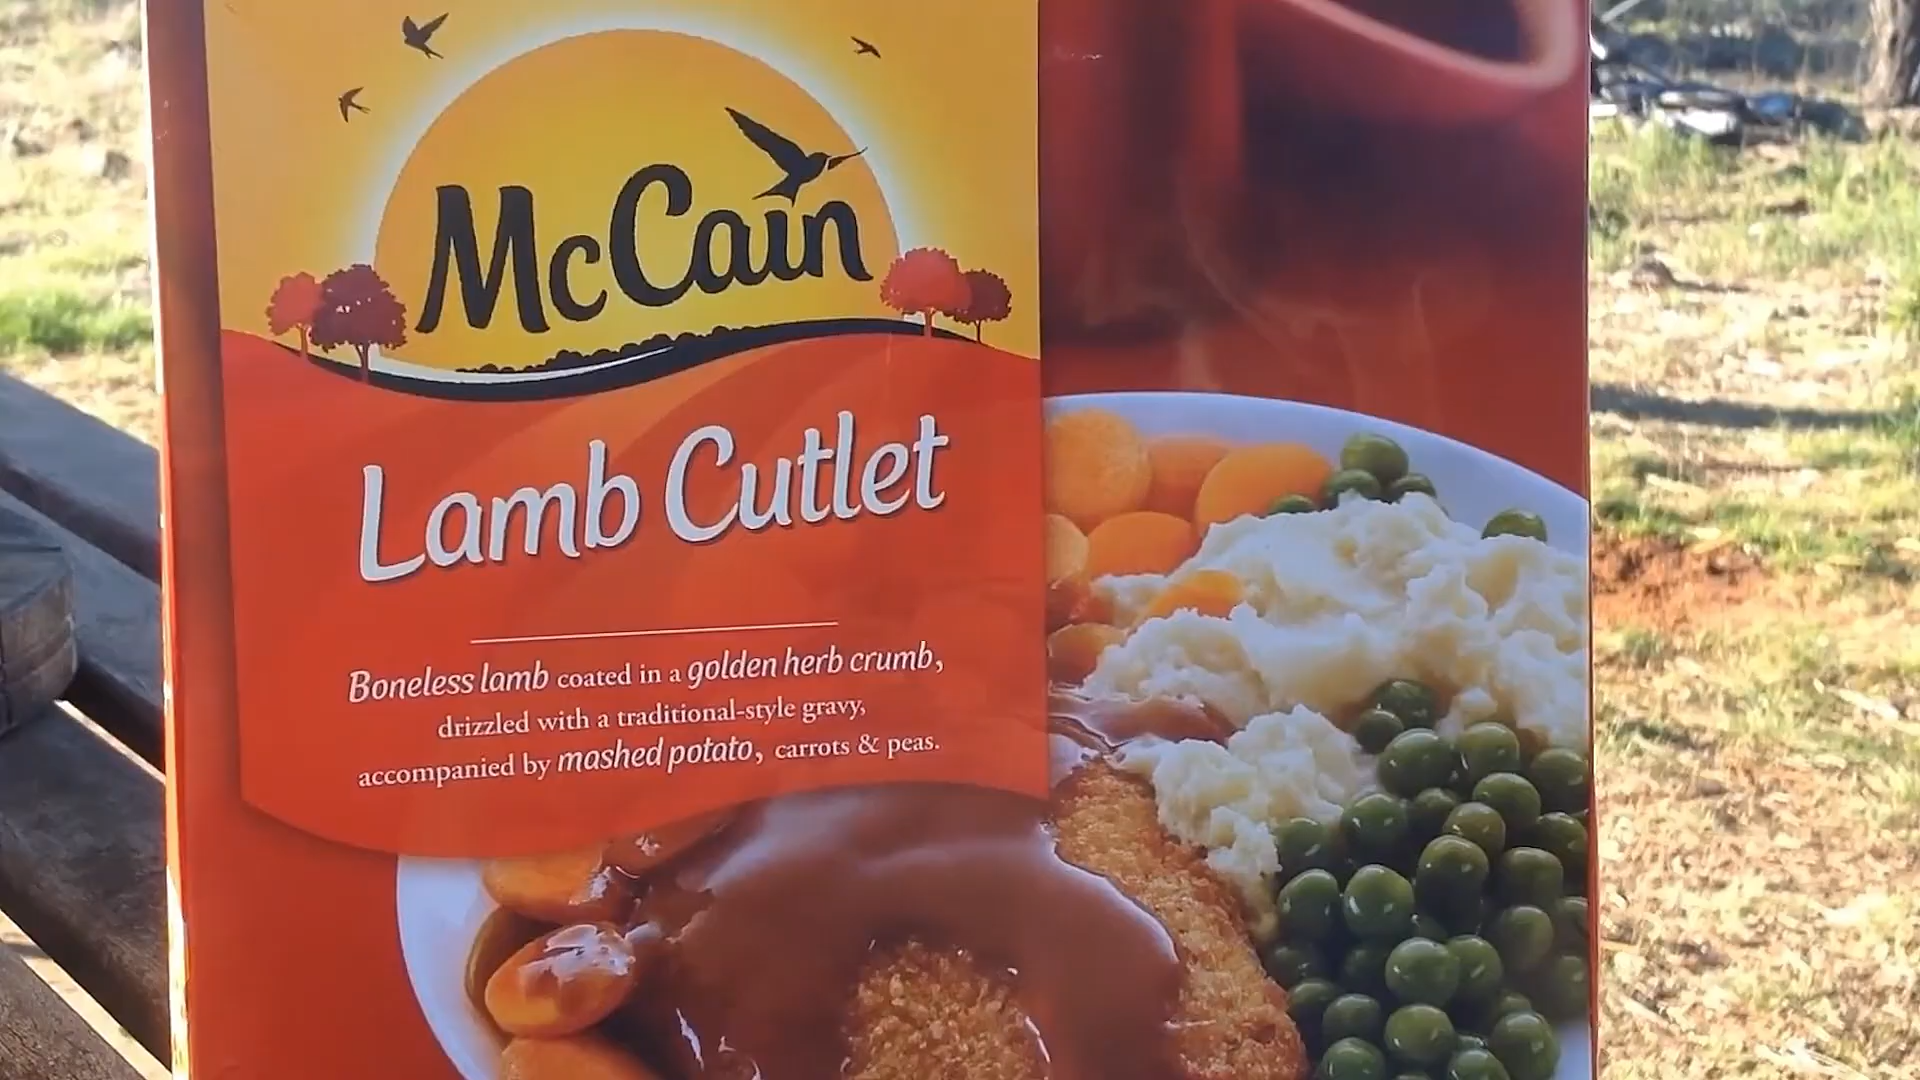 McCain
Lamb Cutlet
Boneless lamb coated in a golden herb crumb,
drizzled with a traditional-style gravy,
accompanied by mashed potato, carrots & peas.